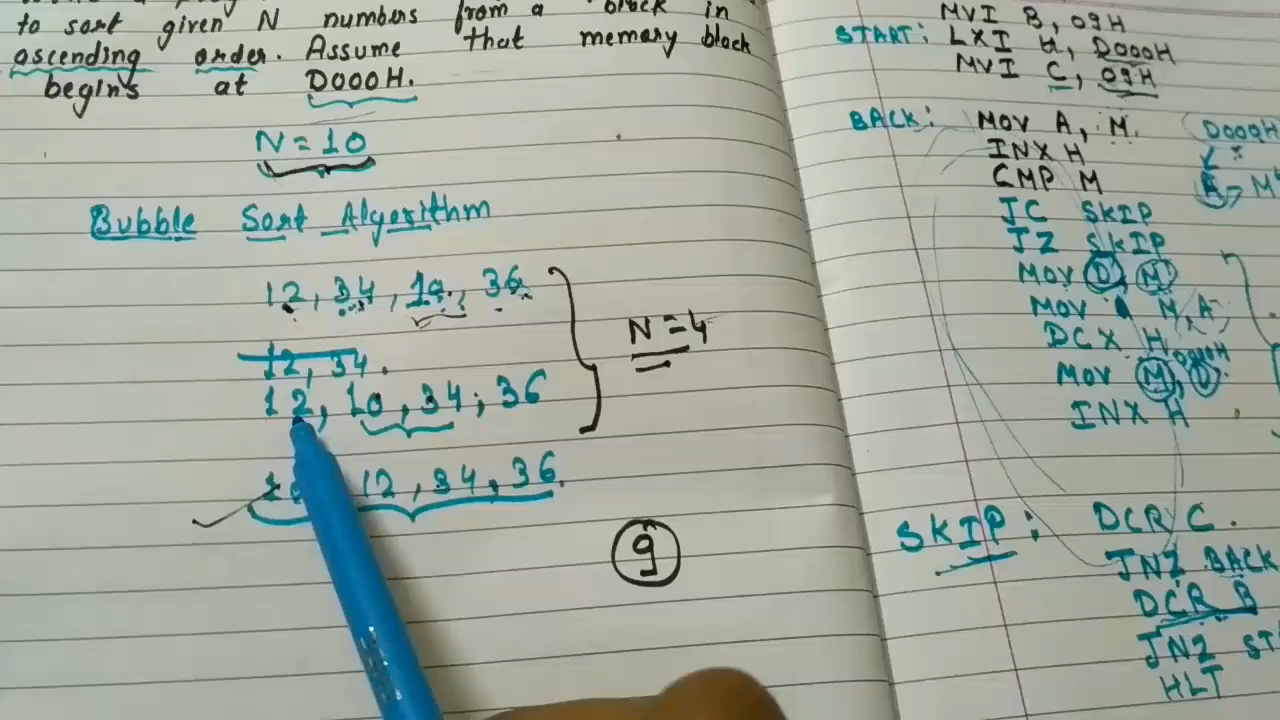 to sort given N numbers from a block in
ascending order. Assume that memory block
begins at D000H.
N = 10
Bubble Sort Algorithm
12, 34, 10, 36
12, 34.
12, 10, 34, 36
N = 4
12, 34, 36.
9
MVI B, 09H
START: LXI H, D000H
MVI C, 09H
BACK: MOV A, M.
D000H
INX H
CMP M
JC SKIP
JZ SKIP
MOV D, M
MOV M, A
DCX H
MOV M, D
INX H
SKIP: DCR C.
JNZ BACK
DCR B
JNZ ST
HLT